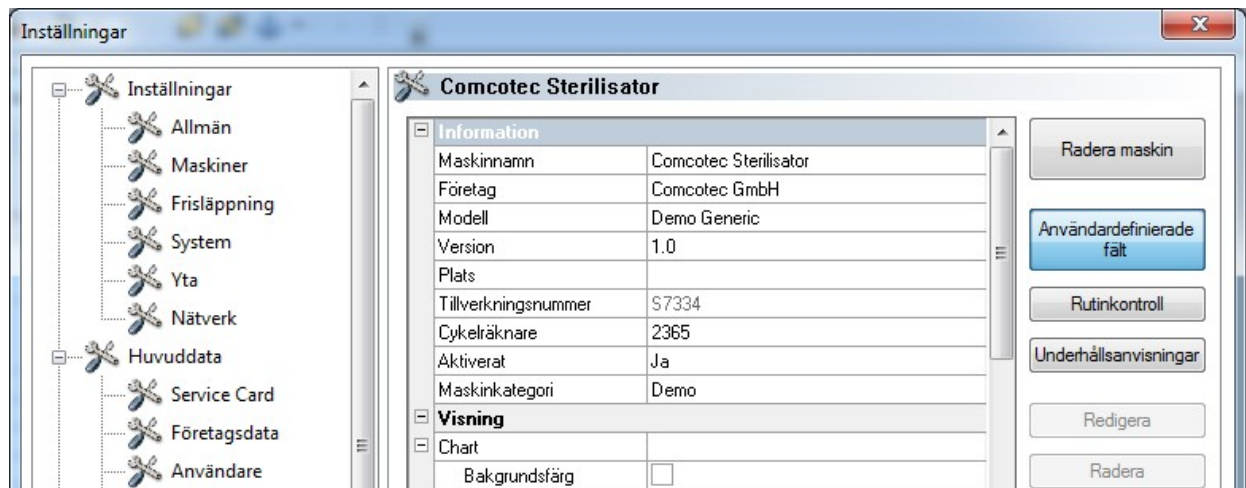 Inställningar
Inställningar
Allmän
Maskiner
Frisläppning
System
Yta
Nätverk
Huvuddata
Service Card
Företagsdata
Användare
Comcotec Sterilisator
Information
Maskinnamn Comcotec Sterilisator
Företag Comcotec GmbH
Modell Demo Generic
Version 1.0
Plats
Tillverkningsnummer S7334
Cykelräknare 2365
Aktiverat Ja
Maskinkategori Demo
Visning
Chart
Bakgrundsfärg
Radera maskin
Användardefinierade
fält
Rutinkontroll
Underhållsanvisningar
Redigera
Radera